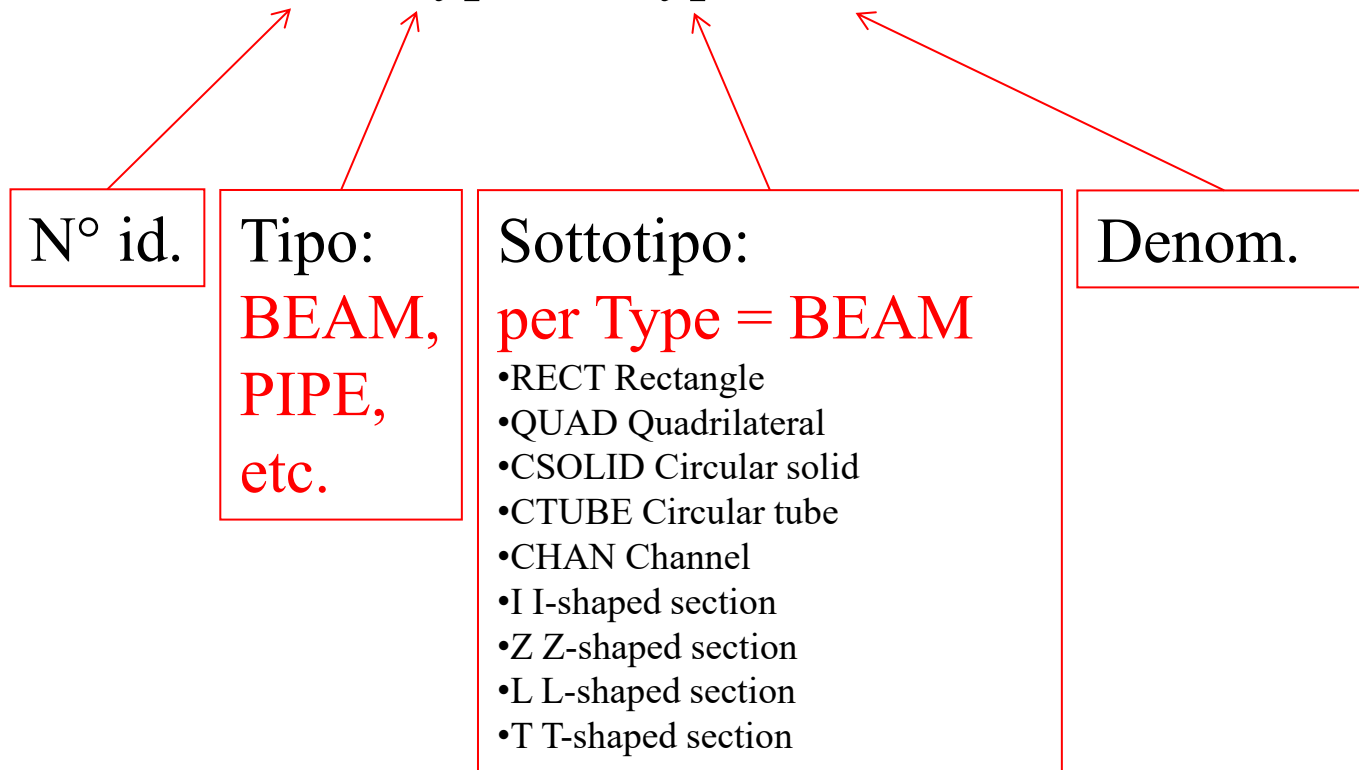 N° id.
Tipo:
BEAM,
PIPE,
etc.
Sottotipo:
per Type = BEAM
•RECT Rectangle
•QUAD Quadrilateral
•CSOLID Circular solid
•CTUBE Circular tube
•CHAN Channel
•I I-shaped section
•Z Z-shaped section
•L L-shaped section
•T T-shaped section
Denom.